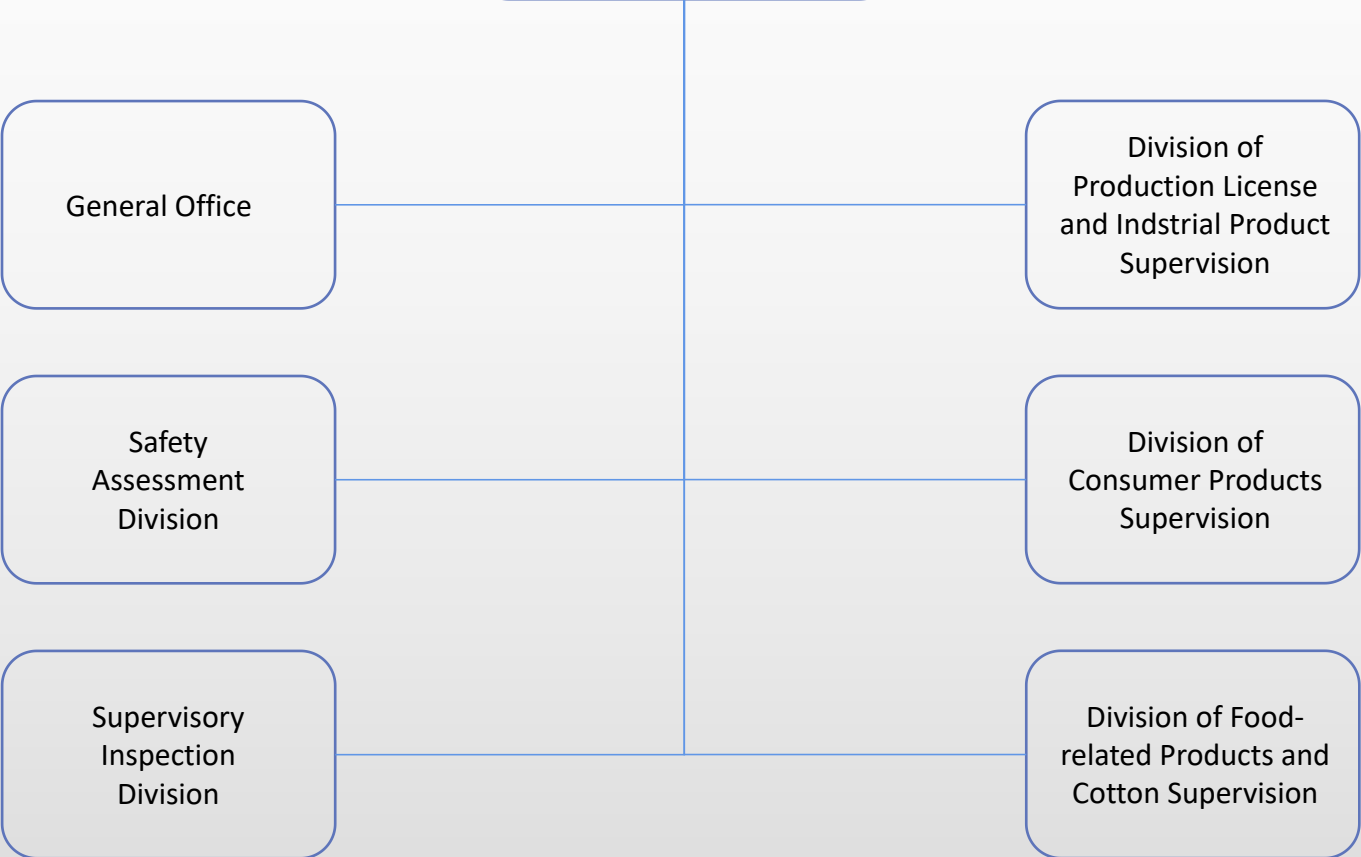 General Office
Division of
Production License
and Indstrial Product
Supervision
Safety
Assessment
Division
Division of
Consumer Products
Supervision
Supervisory
Inspection
Division
Division of Food-
related Products and
Cotton Supervision